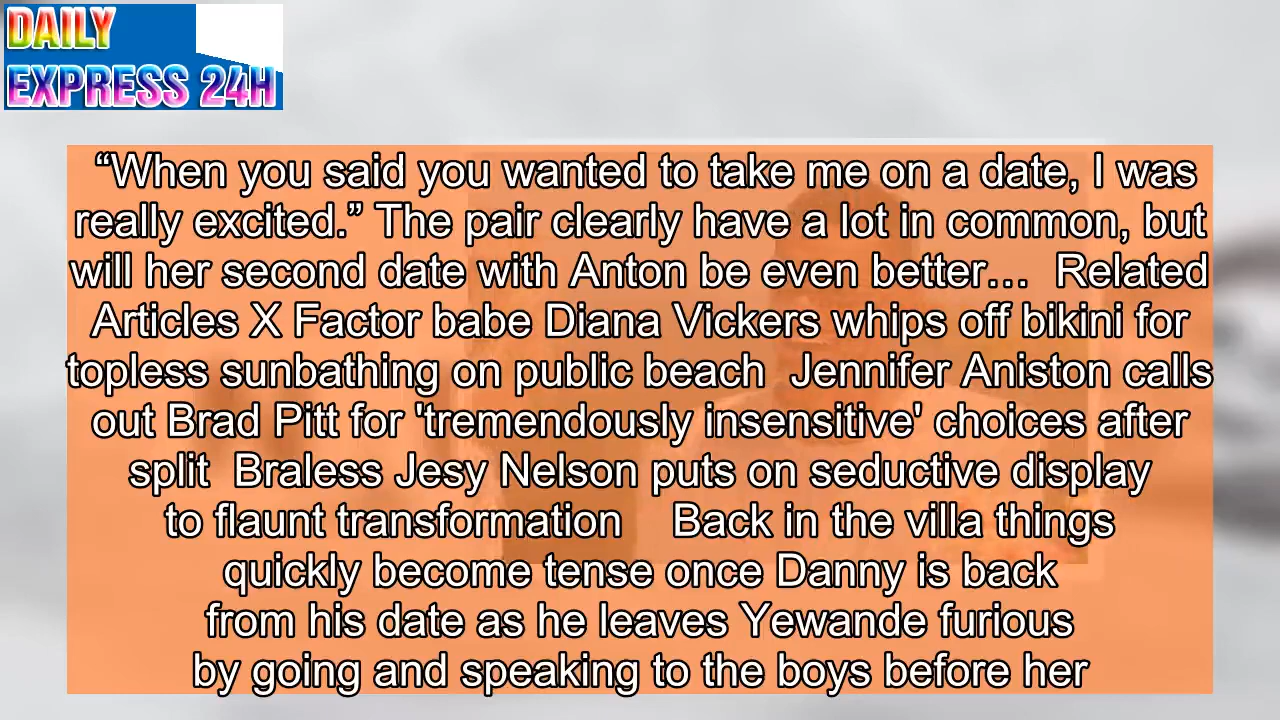 DAILY
EXPRESS 24H
“When you said you wanted to take me on a date, I was
really excited.” The pair clearly have a lot in common, but
will her second date with Anton be even better… Related
Articles X Factor babe Diana Vickers whips off bikini for
topless sunbathing on public beach Jennifer Aniston calls
out Brad Pitt for 'tremendously insensitive' choices after
split Braless Jesy Nelson puts on seductive display
to flaunt transformation Back in the villa things
quickly become tense once Danny is back
from his date as he leaves Yewande furious
by going and speaking to the boys before her